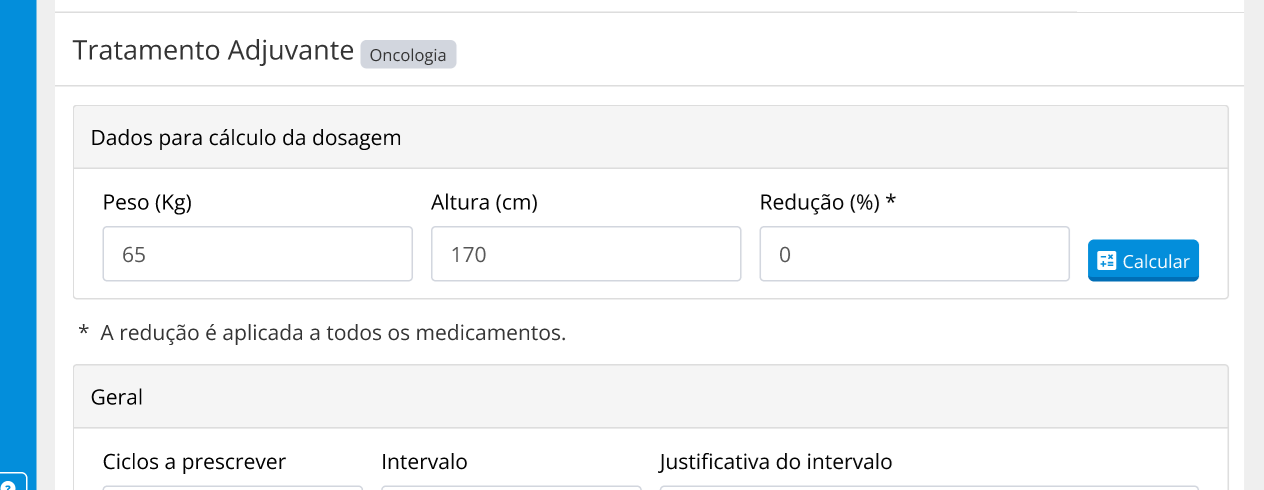 Tratamento Adjuvante Oncologia
Dados para cálculo da dosagem
Peso (Kg) Altura (cm) Redução (%) *
65 170 0 Calcular
* A redução é aplicada a todos os medicamentos.
Geral
Ciclos a prescrever Intervalo Justificativa do intervalo